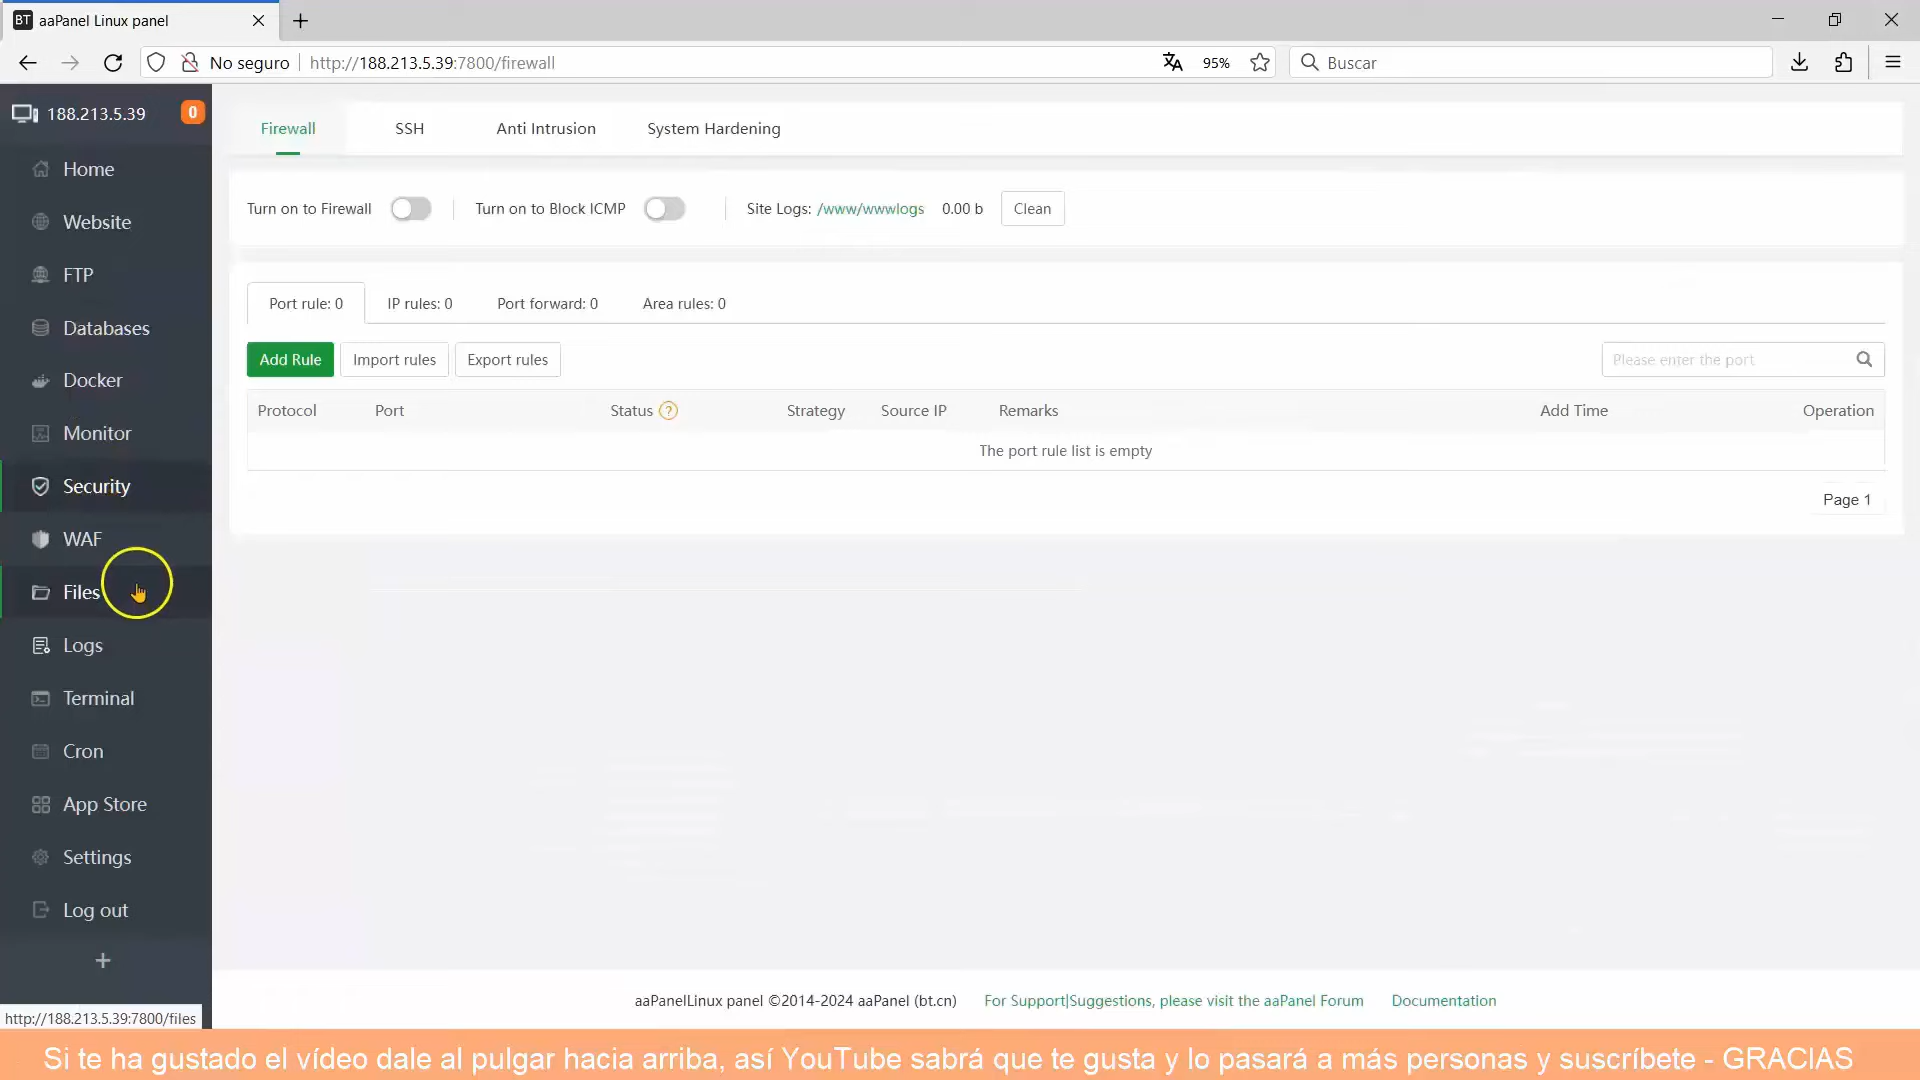 BT aaPanel Linux panel
No seguro http://188.213.5.39:7800/firewall 95% Buscar
188.213.5.39 0
Home
Website
FTP
Databases
Docker
Monitor
Security
WAF
Files
Logs
Terminal
Cron
App Store
Settings
Log out
http://188.213.5.39:7800/files
Firewall SSH Anti Intrusion System Hardening
Turn on to Firewall Turn on to Block ICMP Site Logs: /www/wwwlogs 0.00 b Clean
Port rule: 0 IP rules: 0 Port forward: 0 Area rules: 0
Add Rule Import rules Export rules Please enter the port
Protocol Port Status ? Strategy Source IP Remarks Add Time Operation
The port rule list is empty
Page 1
aaPanelLinux panel ©2014-2024 aaPanel (bt.cn) For Support|Suggestions, please visit the aaPanel Forum Documentation
Si te ha gustado el vídeo dale al pulgar hacia arriba, así YouTube sabrá que te gusta y lo pasará a más personas y suscríbete - GRACIAS